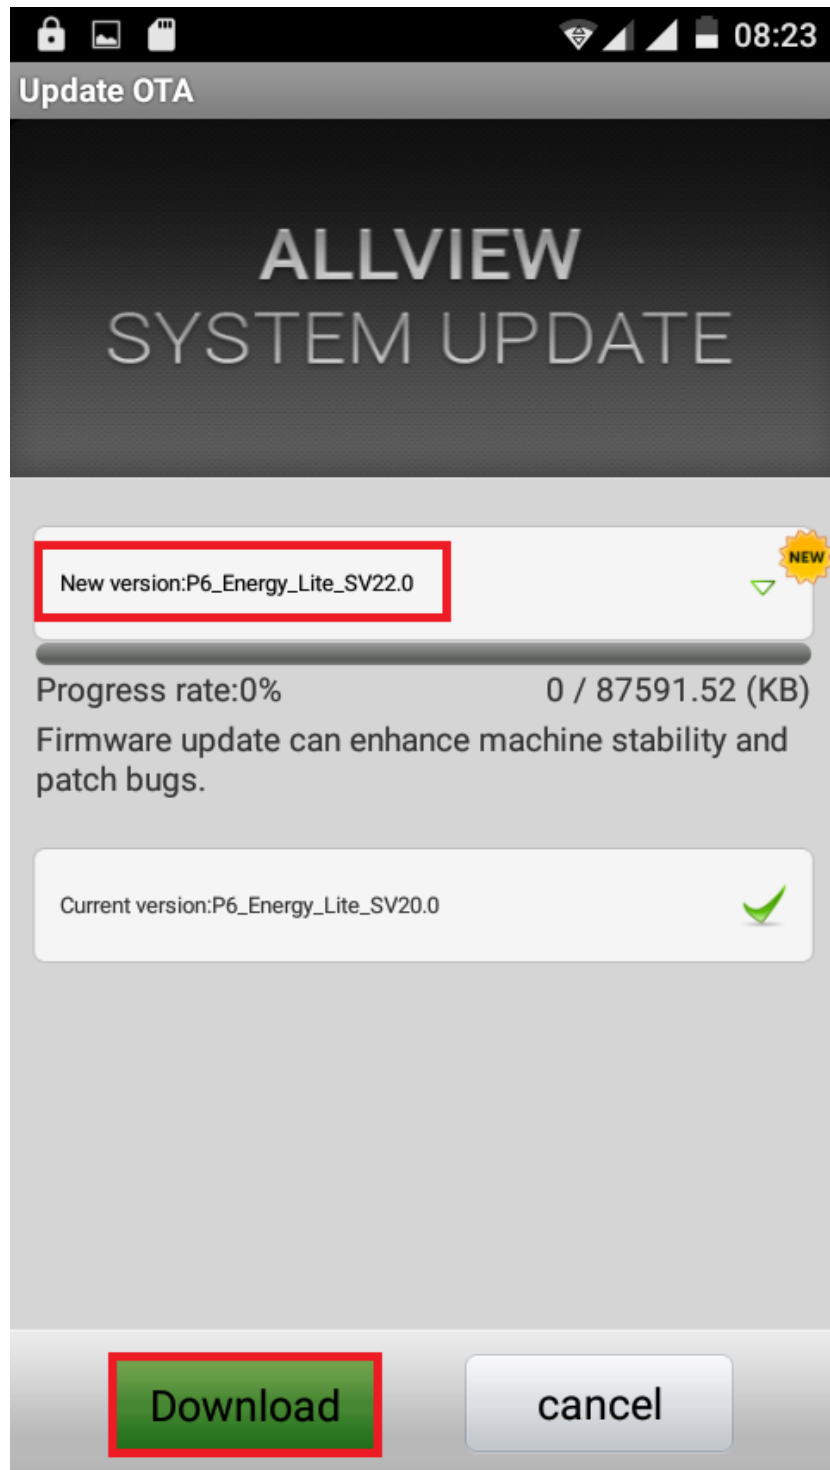 08:23
Update OTA
ALLVIEW
SYSTEM UPDATE
NEW
New version:P6_Energy_Lite_SV22.0
Progress rate:0% 0 / 87591.52 (KB)
Firmware update can enhance machine stability and
patch bugs.
Current version:P6_Energy_Lite_SV20.0
Download cancel